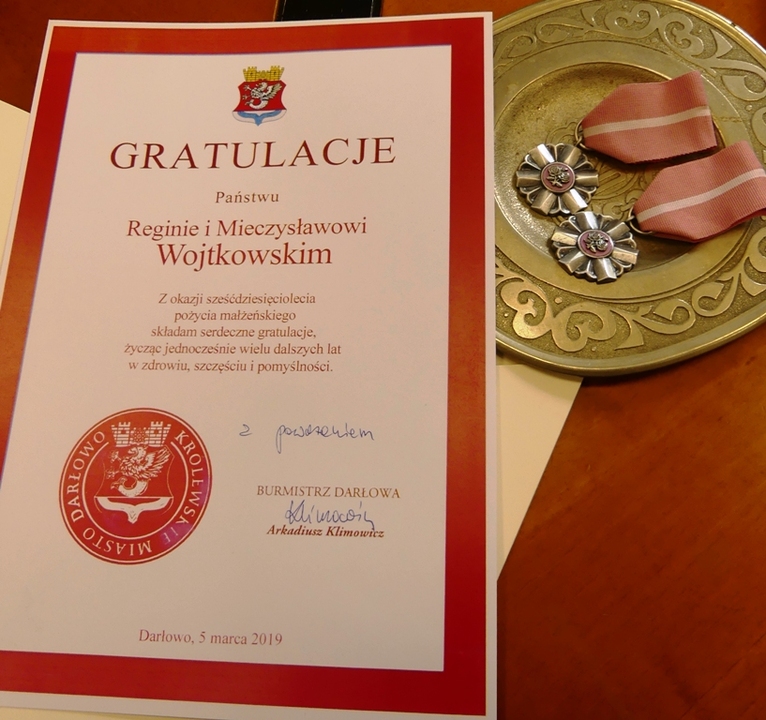 GRATULACJE
Państwu
Reginie i Mieczysławowi
Wojtkowskim
Z okazji sześćdziesięciolecia
pożycia małżeńskiego
składam serdeczne gratulacje,
życząc jednocześnie wielu dalszych lat
w zdrowiu, szczęściu i pomyślności.
z poważaniem
KRÓLEWSKIE MIASTO DARŁOWO
BURMISTRZ DARŁOWA
Klimowicz
Arkadiusz Klimowicz
Darłowo, 5 marca 2019